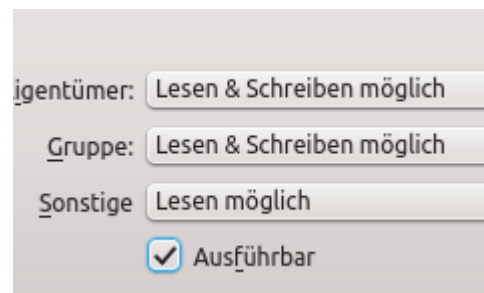 igentümer: Lesen & Schreiben möglich
Gruppe: Lesen & Schreiben möglich
Sonstige Lesen möglich
Ausführbar